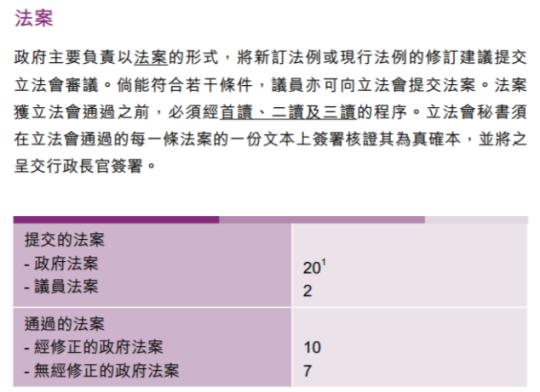 法案
政府主要負責以法案的形式，將新訂法例或現行法例的修訂建議提交
立法會審議。倘能符合若干條件，議員亦可向立法會提交法案。法案
獲立法會通過之前，必須經首讀、二讀及三讀的程序。立法會秘書須
在立法會通過的每一條法案的一份文本上簽署核證其為真確本，並將之
呈交行政長官簽署。
提交的法案
- 政府法案 20¹
- 議員法案 2
通過的法案
- 經修正的政府法案 10
- 無經修正的政府法案 7